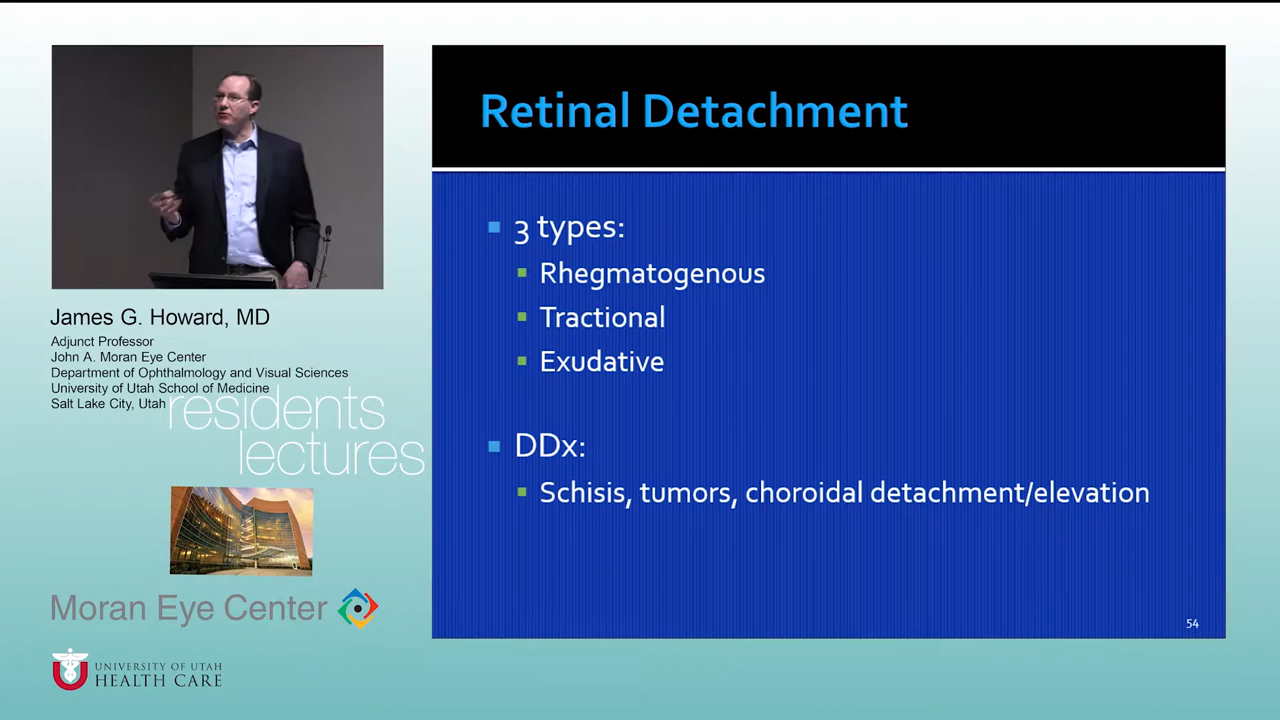 James G. Howard, MD
Adjunct Professor
John A. Moran Eye Center
Department of Ophthalmology and Visual Sciences
University of Utah School of Medicine
Salt Lake City, Utah
residents
lectures
Moran Eye Center
UNIVERSITY OF UTAH
HEALTH CARE
Retinal Detachment
3 types:
Rhegmatogenous
Tractional
Exudative
DDx:
Schisis, tumors, choroidal detachment/elevation
54